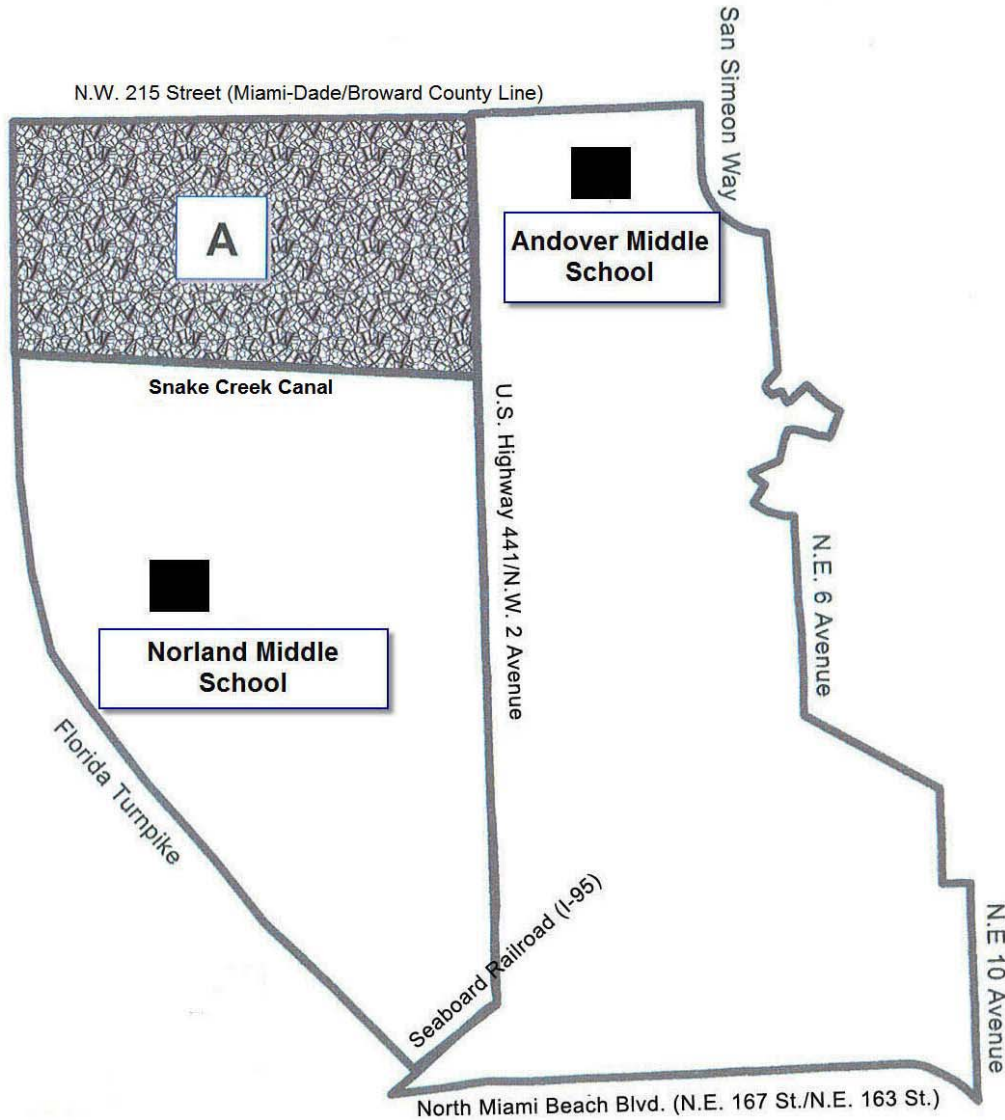 San Simeon Way
N.W. 215 Street (Miami-Dade/Broward County Line)
A
Andover Middle
School
Snake Creek Canal
U.S. Highway 441/N.W. 2 Avenue
N.E. 6 Avenue
Norland Middle
School
Florida Turnpike
Seaboard Railroad (I-95)
N.E 10 Avenue
North Miami Beach Blvd. (N.E. 167 St./N.E. 163 St.)